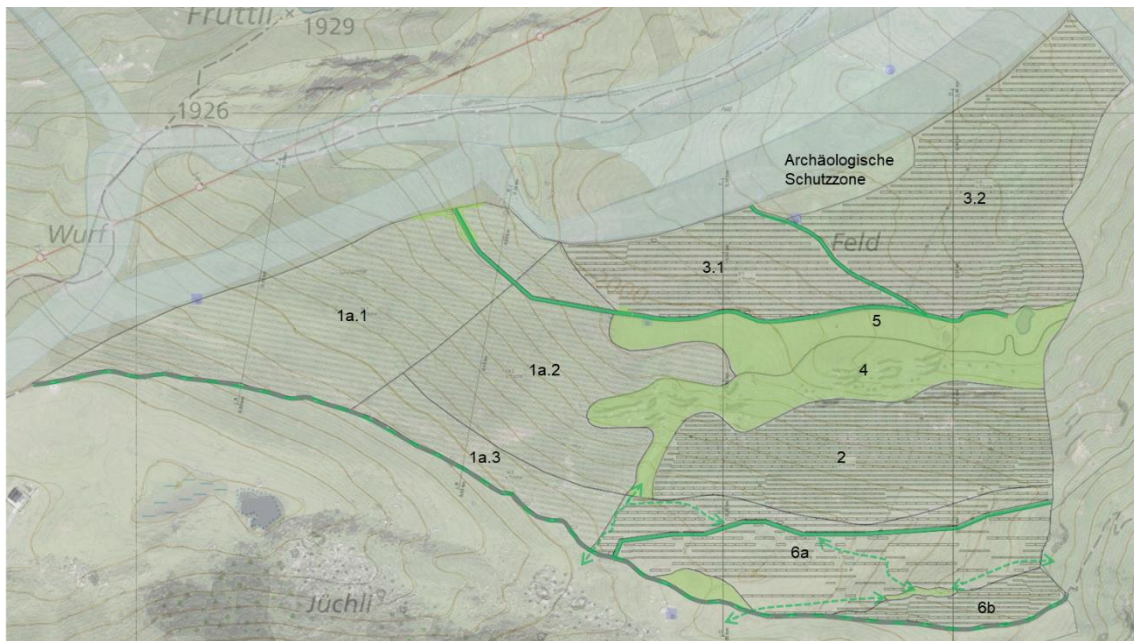 Früttli
1929
1926
Archäologische
Schutzzone
3.2
Wurf
Feld
3.1
1a.1
5
1a.2
4
1a.3
2
6a
6b
Jüchli